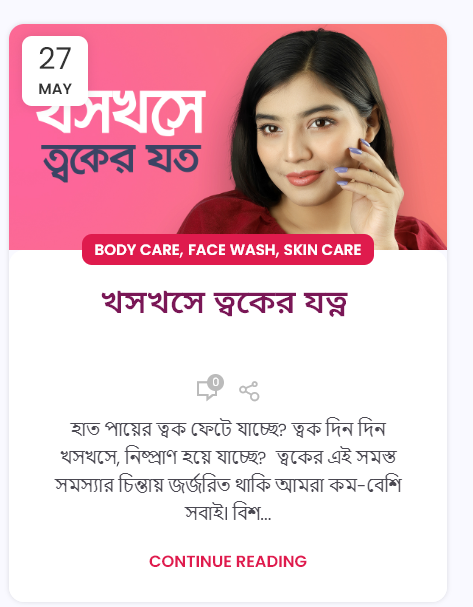 27
MAY
খসখসে
ত্বকের যত
BODY CARE, FACE WASH, SKIN CARE
খসখসে ত্বকের যত্ন
0
হাত পায়ের ত্বক ফেটে যাচ্ছে? ত্বক দিন দিন
খসখসে, নিষ্প্রাণ হয়ে যাচ্ছে? ত্বকের এই সমস্ত
সমস্যার চিন্তায় জর্জরিত থাকি আমরা কম-বেশি
সবাই। বিশ...
CONTINUE READING